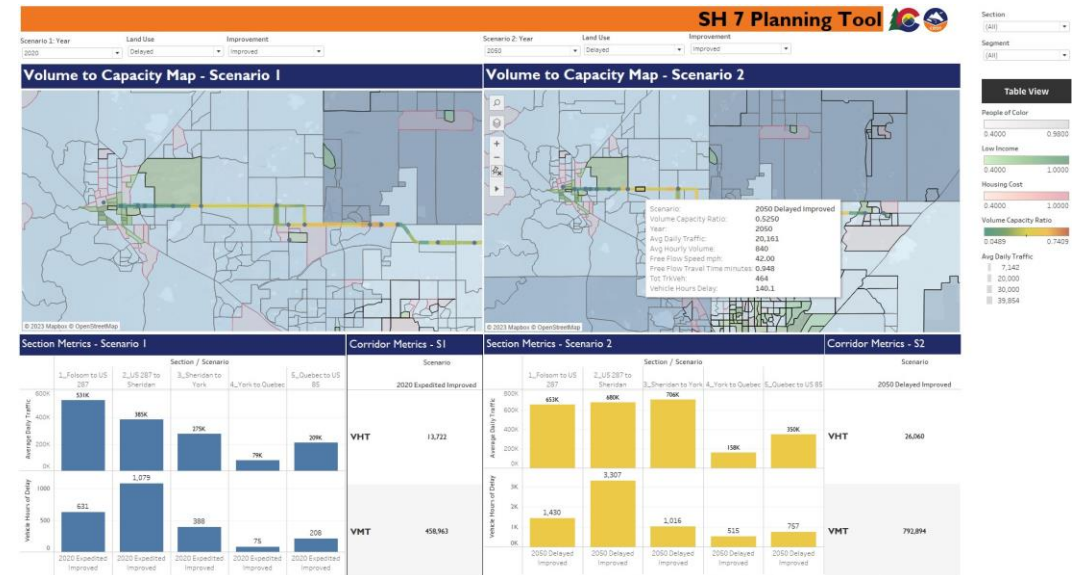 SH 7 Planning Tool
Scenario 1: Year
Land Use
Improvement
2020
Delayed
Improved
Scenario 2: Year
Land Use
Improvement
2050
Delayed
Improved
Section
(All)
Segment
(All)
Table View
People of Color
0.4000 0.9800
Low Income
0.4000 1.0000
Housing Cost
0.4000 1.0000
Volume Capacity Ratio
0.0489 0.7409
Avg Daily Traffic
7,142
20,000
30,000
39,854
Volume to Capacity Map - Scenario 1
© 2023 Mapbox © OpenStreetMap
Volume to Capacity Map - Scenario 2
Scenario: 2050 Delayed Improved
Volume Capacity Ratio: 0.5250
Year: 2050
Avg Daily Traffic: 20,161
Avg Hourly Volume: 840
Free Flow Speed mph: 42.00
Free Flow Travel Time minutes: 0.948
Tot TrkVeh: 464
Vehicle Hours Delay: 140.1
© 2023 Mapbox © OpenStreetMap
Section Metrics - Scenario 1
Section / Scenario
1_Folsom to US 287
2_US 287 to Sheridan
3_Sheridan to York
4_York to Quebec
5_Quebec to US 85
Average Daily Traffic
600K
400K
200K
0K
531K
385K
275K
79K
209K
Vehicle Hours of Delay
1000
500
0
631
1,079
388
75
208
2020 Expedited Improved
2020 Expedited Improved
2020 Expedited Improved
2020 Expedited Improved
2020 Expedited Improved
Corridor Metrics - S1
Scenario
2020 Expedited Improved
VHT 13,722
VMT 458,963
Section Metrics - Scenario 2
Section / Scenario
1_Folsom to US 287
2_US 287 to Sheridan
3_Sheridan to York
4_York to Quebec
5_Quebec to US 85
Average Daily Traffic
800K
600K
400K
200K
0K
653K
680K
706K
158K
350K
Vehicle Hours of Delay
3K
2K
1K
0K
1,430
3,307
1,016
515
757
2050 Delayed Improved
2050 Delayed Improved
2050 Delayed Improved
2050 Delayed Improved
2050 Delayed Improved
Corridor Metrics - S2
Scenario
2050 Delayed Improved
VHT 26,060
VMT 792,894